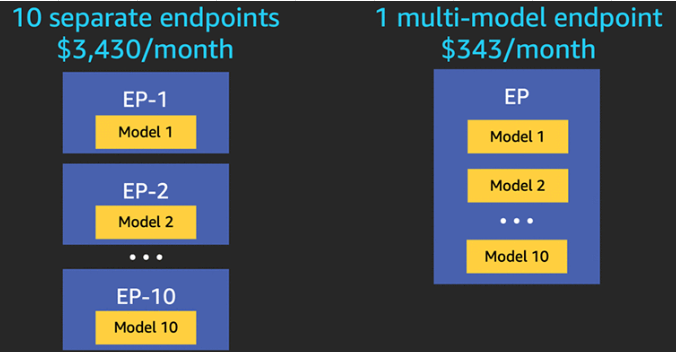 10 separate endpoints
$3,430/month
EP-1
Model 1
EP-2
Model 2
...
EP-10
Model 10
1 multi-model endpoint
$343/month
EP
Model 1
Model 2
...
Model 10